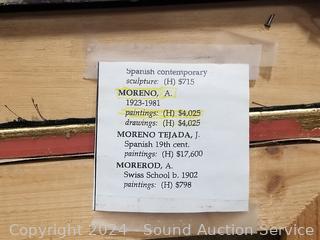 Spanish contemporary
sculpture: (H) $715
MORENO, A.
1923-1981
paintings: (H) $4,025
drawings: (H) $4,025
MORENO TEJADA, J.
Spanish 19th cent.
paintings: (H) $17,600
MOREROD, A.
Swiss School b. 1902
paintings: (H) $798
Copyright 2024 - Sound Auction Service